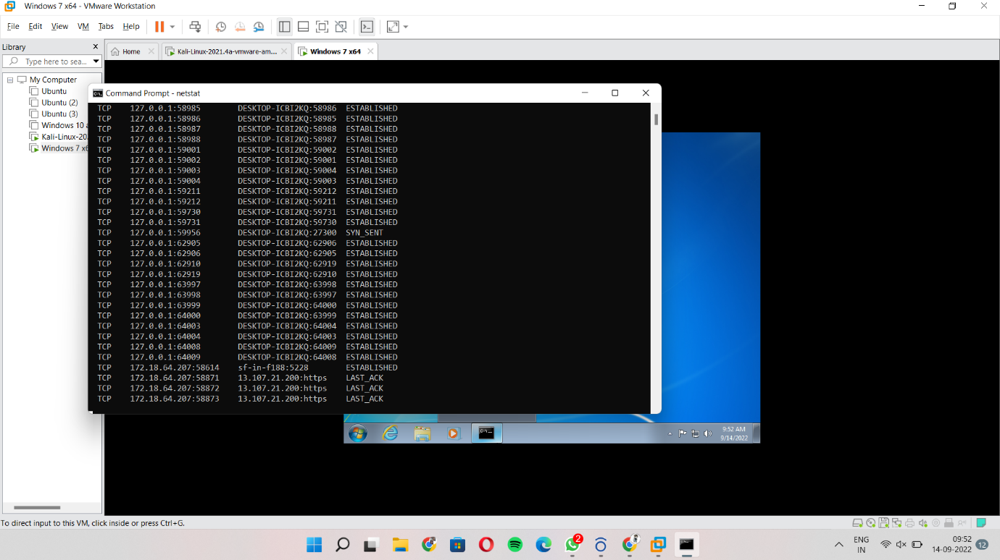 Windows 7 x64 - VMware Workstation
File Edit View VM Tabs Help
Library
Type here to sea...
Home
Kali-Linux-2021.4a-vmware-am...
Windows 7 x64
My Computer
Ubuntu
Ubuntu (2)
Ubuntu (3)
Windows 10 a
Kali-Linux-20
Windows 7 x6
Command Prompt - netstat
TCP 127.0.0.1:58985 DESKTOP-ICBI2KQ:58986 ESTABLISHED
TCP 127.0.0.1:58986 DESKTOP-ICBI2KQ:58985 ESTABLISHED
TCP 127.0.0.1:58987 DESKTOP-ICBI2KQ:58988 ESTABLISHED
TCP 127.0.0.1:58988 DESKTOP-ICBI2KQ:58987 ESTABLISHED
TCP 127.0.0.1:59001 DESKTOP-ICBI2KQ:59002 ESTABLISHED
TCP 127.0.0.1:59002 DESKTOP-ICBI2KQ:59001 ESTABLISHED
TCP 127.0.0.1:59003 DESKTOP-ICBI2KQ:59004 ESTABLISHED
TCP 127.0.0.1:59004 DESKTOP-ICBI2KQ:59003 ESTABLISHED
TCP 127.0.0.1:59211 DESKTOP-ICBI2KQ:59212 ESTABLISHED
TCP 127.0.0.1:59212 DESKTOP-ICBI2KQ:59211 ESTABLISHED
TCP 127.0.0.1:59730 DESKTOP-ICBI2KQ:59731 ESTABLISHED
TCP 127.0.0.1:59731 DESKTOP-ICBI2KQ:59730 ESTABLISHED
TCP 127.0.0.1:59956 DESKTOP-ICBI2KQ:27300 SYN_SENT
TCP 127.0.0.1:62905 DESKTOP-ICBI2KQ:62906 ESTABLISHED
TCP 127.0.0.1:62906 DESKTOP-ICBI2KQ:62905 ESTABLISHED
TCP 127.0.0.1:62910 DESKTOP-ICBI2KQ:62919 ESTABLISHED
TCP 127.0.0.1:62919 DESKTOP-ICBI2KQ:62910 ESTABLISHED
TCP 127.0.0.1:63997 DESKTOP-ICBI2KQ:63998 ESTABLISHED
TCP 127.0.0.1:63998 DESKTOP-ICBI2KQ:63997 ESTABLISHED
TCP 127.0.0.1:63999 DESKTOP-ICBI2KQ:64000 ESTABLISHED
TCP 127.0.0.1:64000 DESKTOP-ICBI2KQ:63999 ESTABLISHED
TCP 127.0.0.1:64003 DESKTOP-ICBI2KQ:64004 ESTABLISHED
TCP 127.0.0.1:64004 DESKTOP-ICBI2KQ:64003 ESTABLISHED
TCP 127.0.0.1:64008 DESKTOP-ICBI2KQ:64009 ESTABLISHED
TCP 127.0.0.1:64009 DESKTOP-ICBI2KQ:64008 ESTABLISHED
TCP 172.18.64.207:58614 sf-in-f188:5228 ESTABLISHED
TCP 172.18.64.207:58871 13.107.21.200:https LAST_ACK
TCP 172.18.64.207:58872 13.107.21.200:https LAST_ACK
TCP 172.18.64.207:58873 13.107.21.200:https LAST_ACK
9:52 AM
9/14/2022
To direct input to this VM, click inside or press Ctrl+G.
2
ENG
IN
09:52
14-09-2022
12